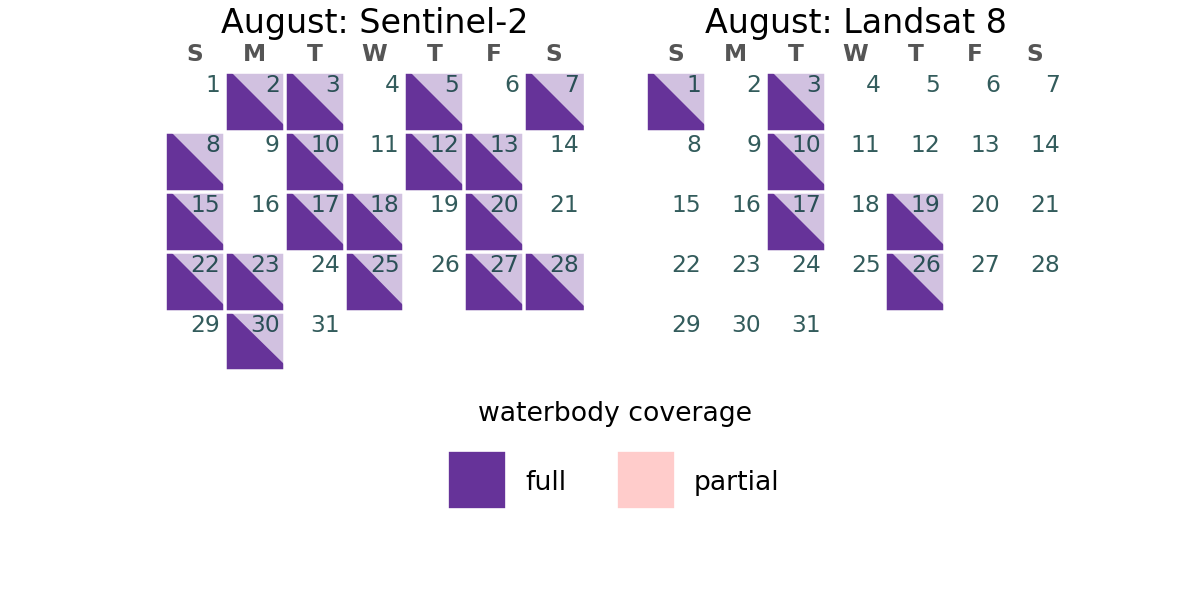 August: Sentinel-2
S M T W T F S
1 2 3 4 5 6 7
8 9 10 11 12 13 14
15 16 17 18 19 20 21
22 23 24 25 26 27 28
29 30 31
August: Landsat 8
S M T W T F S
1 2 3 4 5 6 7
8 9 10 11 12 13 14
15 16 17 18 19 20 21
22 23 24 25 26 27 28
29 30 31
waterbody coverage
full partial